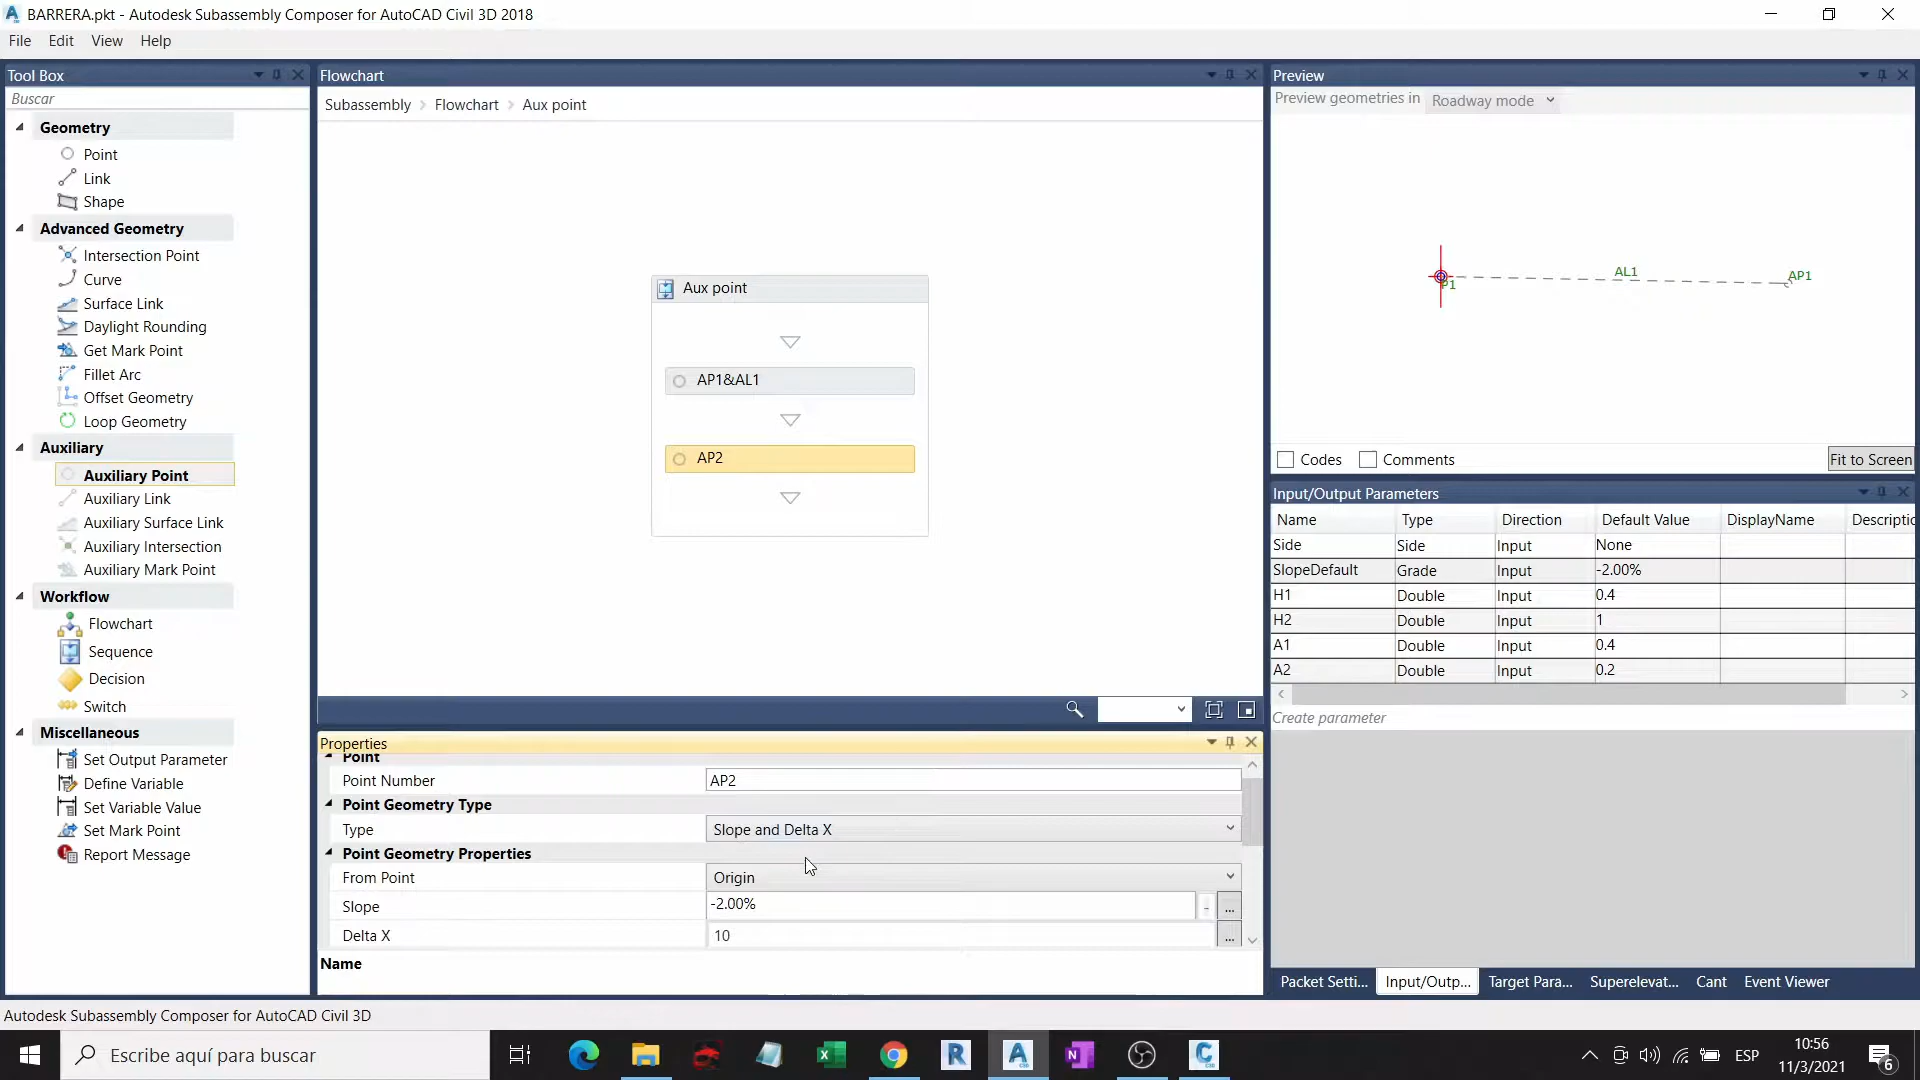 BARRERA.pkt - Autodesk Subassembly Composer for AutoCAD Civil 3D 2018
File Edit View Help
Tool Box
Buscar
Geometry
Point
Link
Shape
Advanced Geometry
Intersection Point
Curve
Surface Link
Daylight Rounding
Get Mark Point
Fillet Arc
Offset Geometry
Loop Geometry
Auxiliary
Auxiliary Point
Auxiliary Link
Auxiliary Surface Link
Auxiliary Intersection
Auxiliary Mark Point
Workflow
Flowchart
Sequence
Decision
Switch
Miscellaneous
Set Output Parameter
Define Variable
Set Variable Value
Set Mark Point
Report Message
Flowchart
Subassembly > Flowchart > Aux point
Aux point
AP1&AL1
AP2
Properties
Point
Point Number AP2
Point Geometry Type
Type Slope and Delta X
Point Geometry Properties
From Point Origin
Slope -2.00% - ...
Delta X 10 ...
Name
Preview
Preview geometries in Roadway mode
P1 AL1 AP1
Codes Comments Fit to Screen
Input/Output Parameters
Name Type Direction Default Value DisplayName Descriptio
Side Side Input None
SlopeDefault Grade Input -2.00%
H1 Double Input 0.4
H2 Double Input 1
A1 Double Input 0.4
A2 Double Input 0.2
Create parameter
Packet Setti... Input/Outp... Target Para... Superelevat... Cant Event Viewer
Autodesk Subassembly Composer for AutoCAD Civil 3D
Escribe aquí para buscar
ESP
10:56
11/3/2021
6